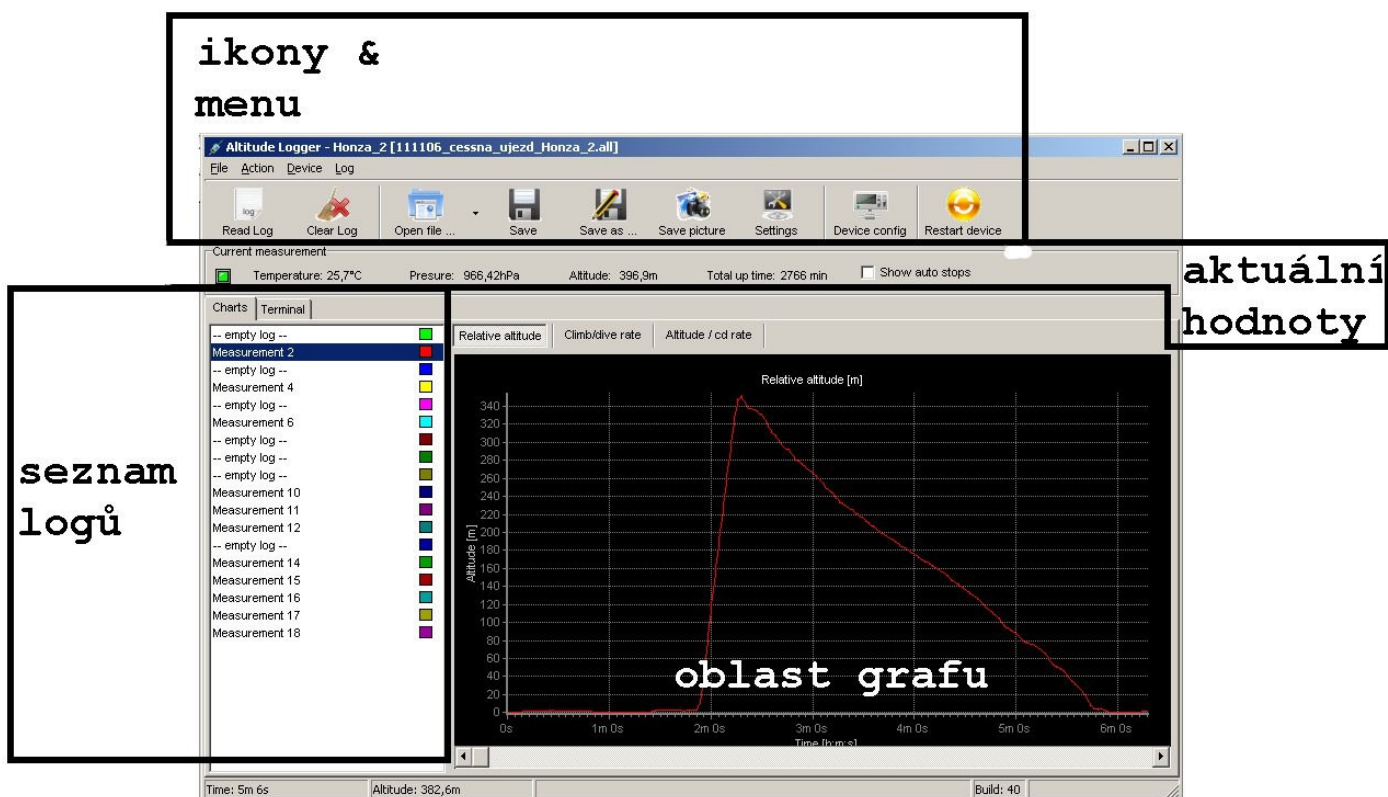 ikony &
menu
Altitude Logger - Honza_2 [111106_cessna_ujezd_Honza_2.all]
File Action Device Log
log
Read Log Clear Log Open file ... Save Save as ... Save picture Settings Device config Restart device
Current measurement
Temperature: 25,7°C Presure: 966,42hPa Altitude: 396,9m Total up time: 2766 min Show auto stops
aktuální
hodnoty
Charts Terminal
seznam
logů
-- empty log --
Measurement 2
-- empty log --
Measurement 4
-- empty log --
Measurement 6
-- empty log --
-- empty log --
-- empty log --
Measurement 10
Measurement 11
Measurement 12
-- empty log --
Measurement 14
Measurement 15
Measurement 16
Measurement 17
Measurement 18
Relative altitude Climb/dive rate Altitude / cd rate
Relative altitude [m]
Altitude [m]
340
320
300
280
260
240
220
200
180
160
140
120
100
80
60
40
20
0
oblast grafu
0s 1m 0s 2m 0s 3m 0s 4m 0s 5m 0s 6m 0s
Time [h:m:s]
Time: 5m 6s Altitude: 382,6m Build: 40